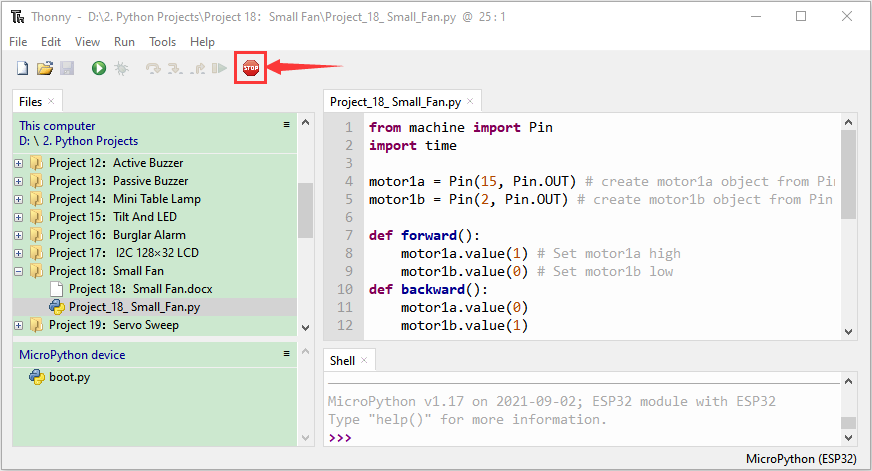 Thonny - D:\2. Python Projects\Project 18：Small Fan\Project_18_ Small_Fan.py @ 25 : 1
File Edit View Run Tools Help
STOP
Files
This computer
D: \ 2. Python Projects
Project 12：Active Buzzer
Project 13：Passive Buzzer
Project 14：Mini Table Lamp
Project 15：Tilt And LED
Project 16：Burglar Alarm
Project 17： I2C 128×32 LCD
Project 18：Small Fan
Project 18：Small Fan.docx
Project_18_ Small_Fan.py
Project 19：Servo Sweep
MicroPython device
boot.py
Project_18_ Small_Fan.py
1 from machine import Pin
2 import time
3
4 motor1a = Pin(15, Pin.OUT) # create motor1a object from Pin
5 motor1b = Pin(2, Pin.OUT) # create motor1b object from Pin
6
7 def forward():
8 motor1a.value(1) # Set motor1a high
9 motor1b.value(0) # Set motor1b low
10 def backward():
11 motor1a.value(0)
12 motor1b.value(1)
Shell
MicroPython v1.17 on 2021-09-02; ESP32 module with ESP32
Type "help()" for more information.
>>>
MicroPython (ESP32)